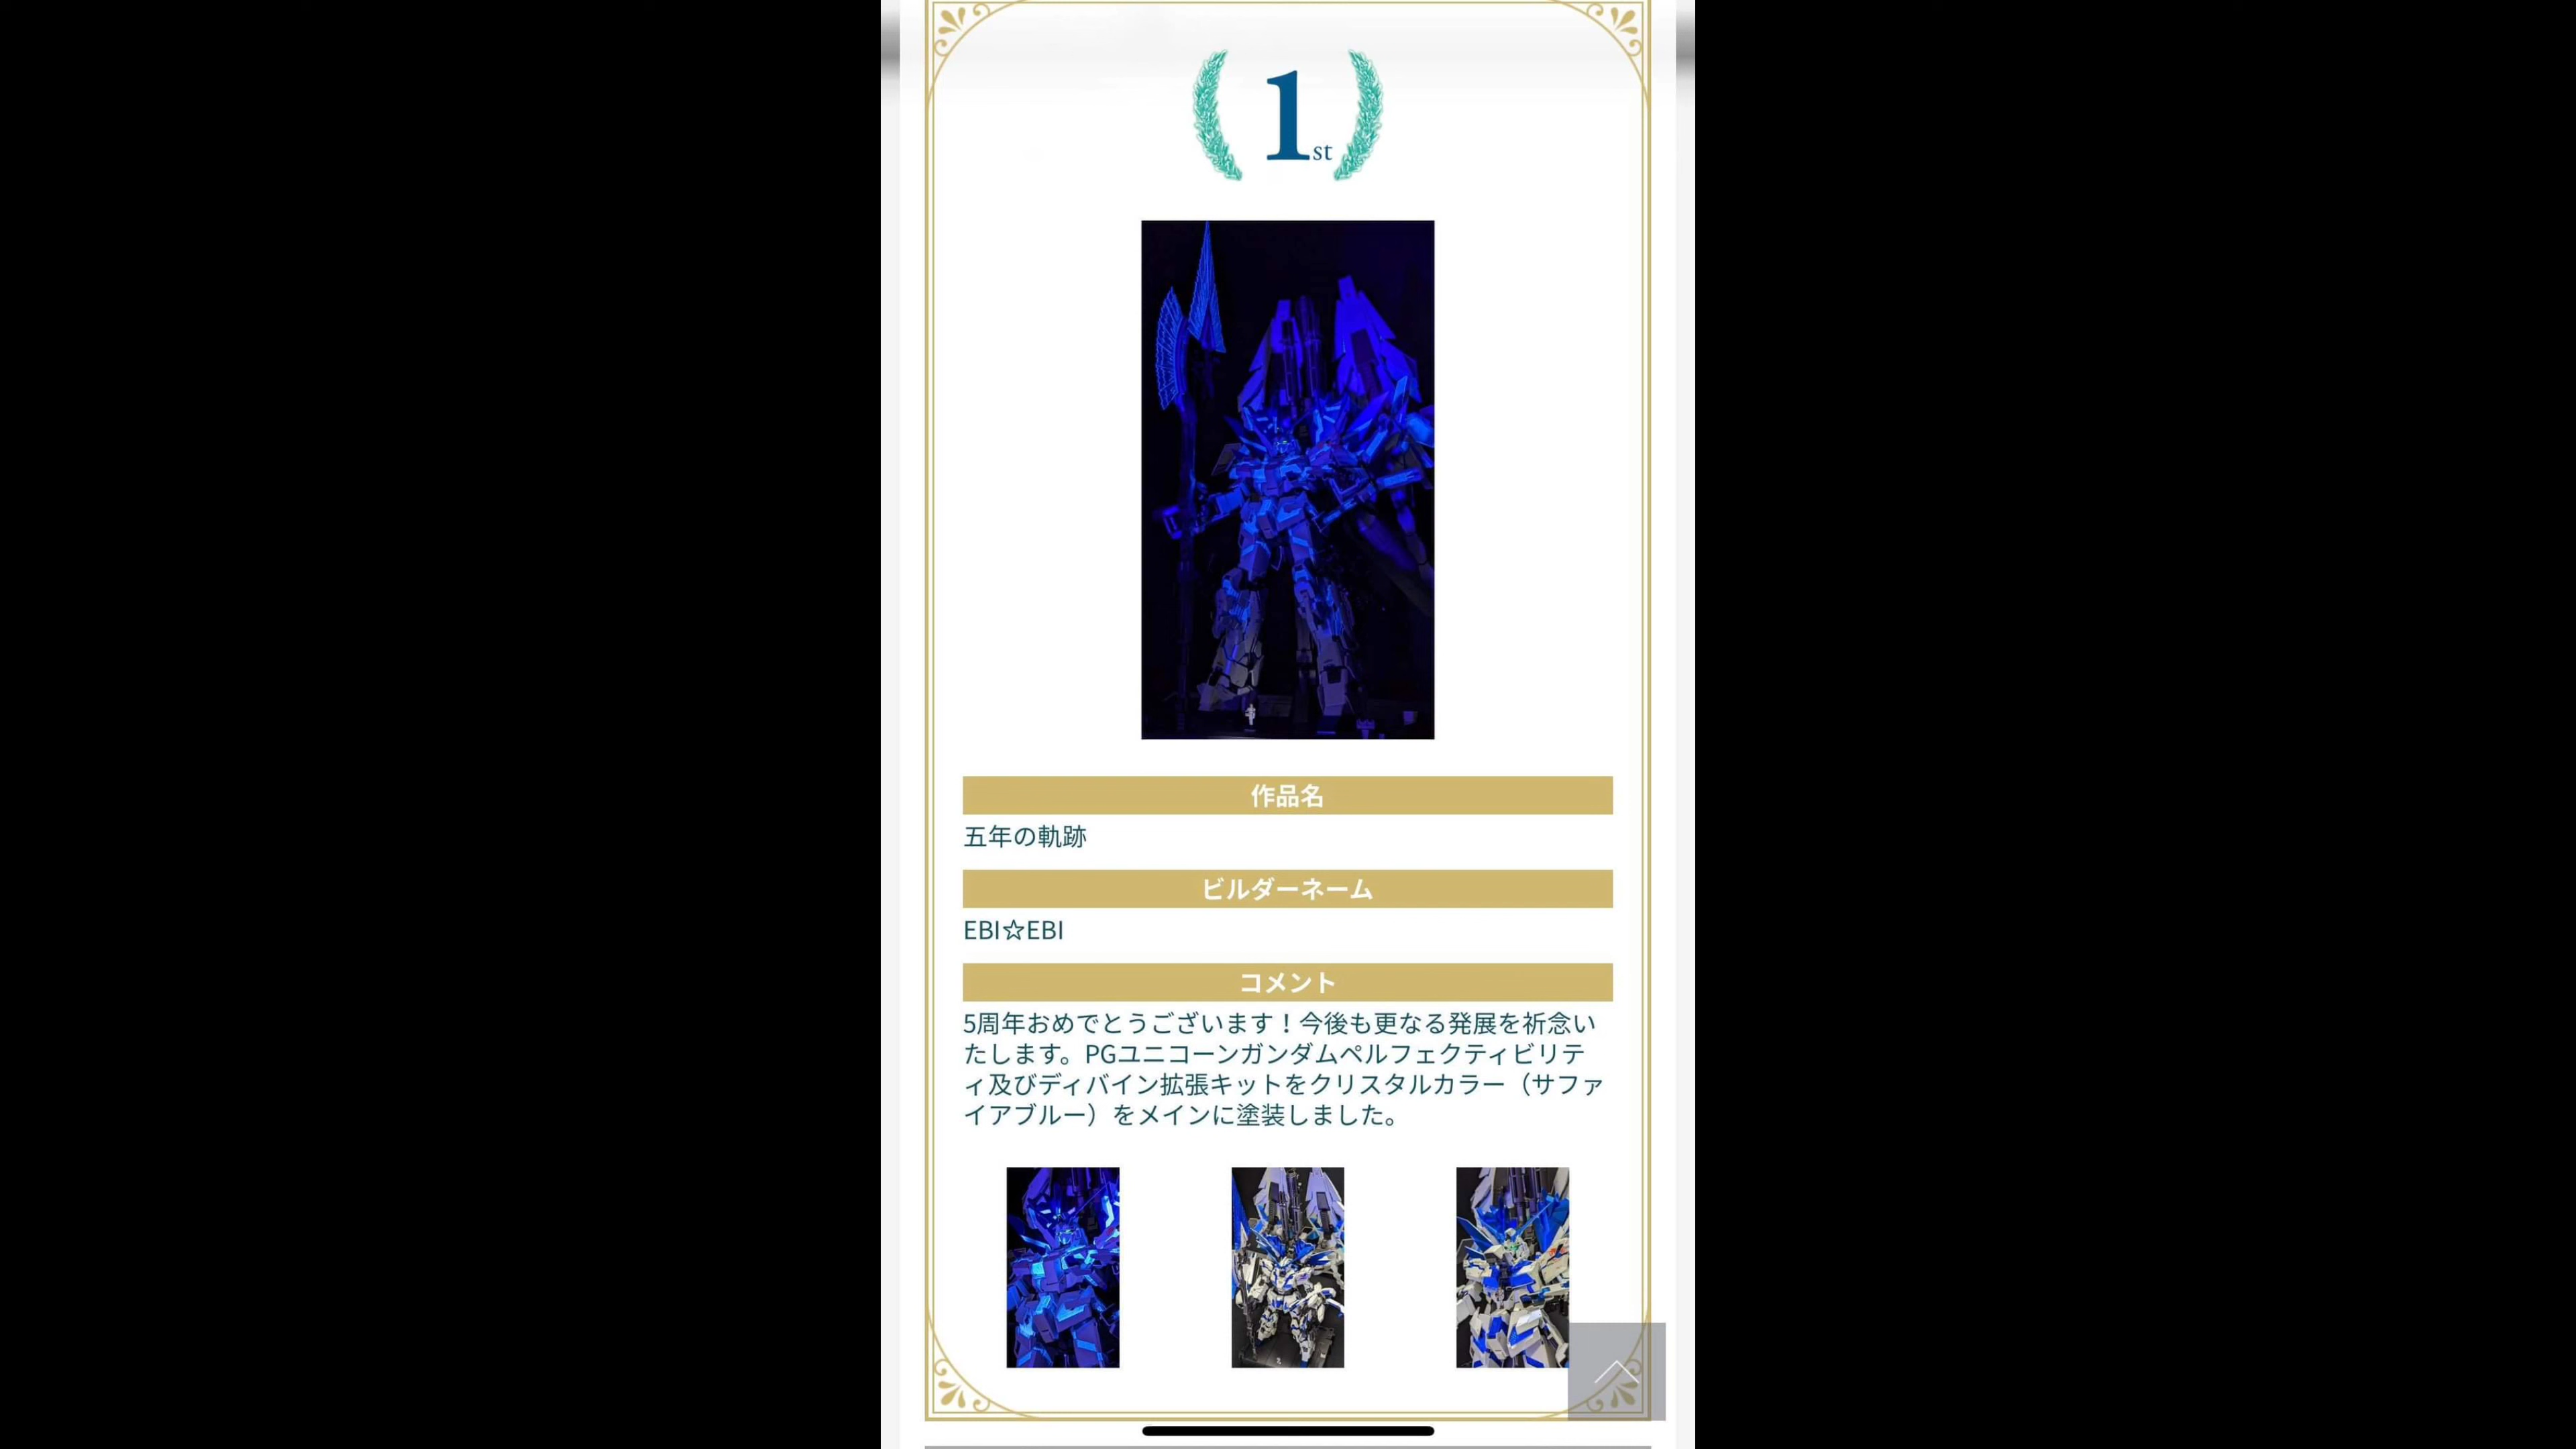 1st
作品名
五年の軌跡
ビルダーネーム
EBI☆EBI
コメント
5周年おめでとうございます！今後も更なる発展を祈念い
たします。PGユニコーンガンダムペルフェクティビリテ
ィ及びディバイン拡張キットをクリスタルカラー（サファ
イアブルー）をメインに塗装しました。